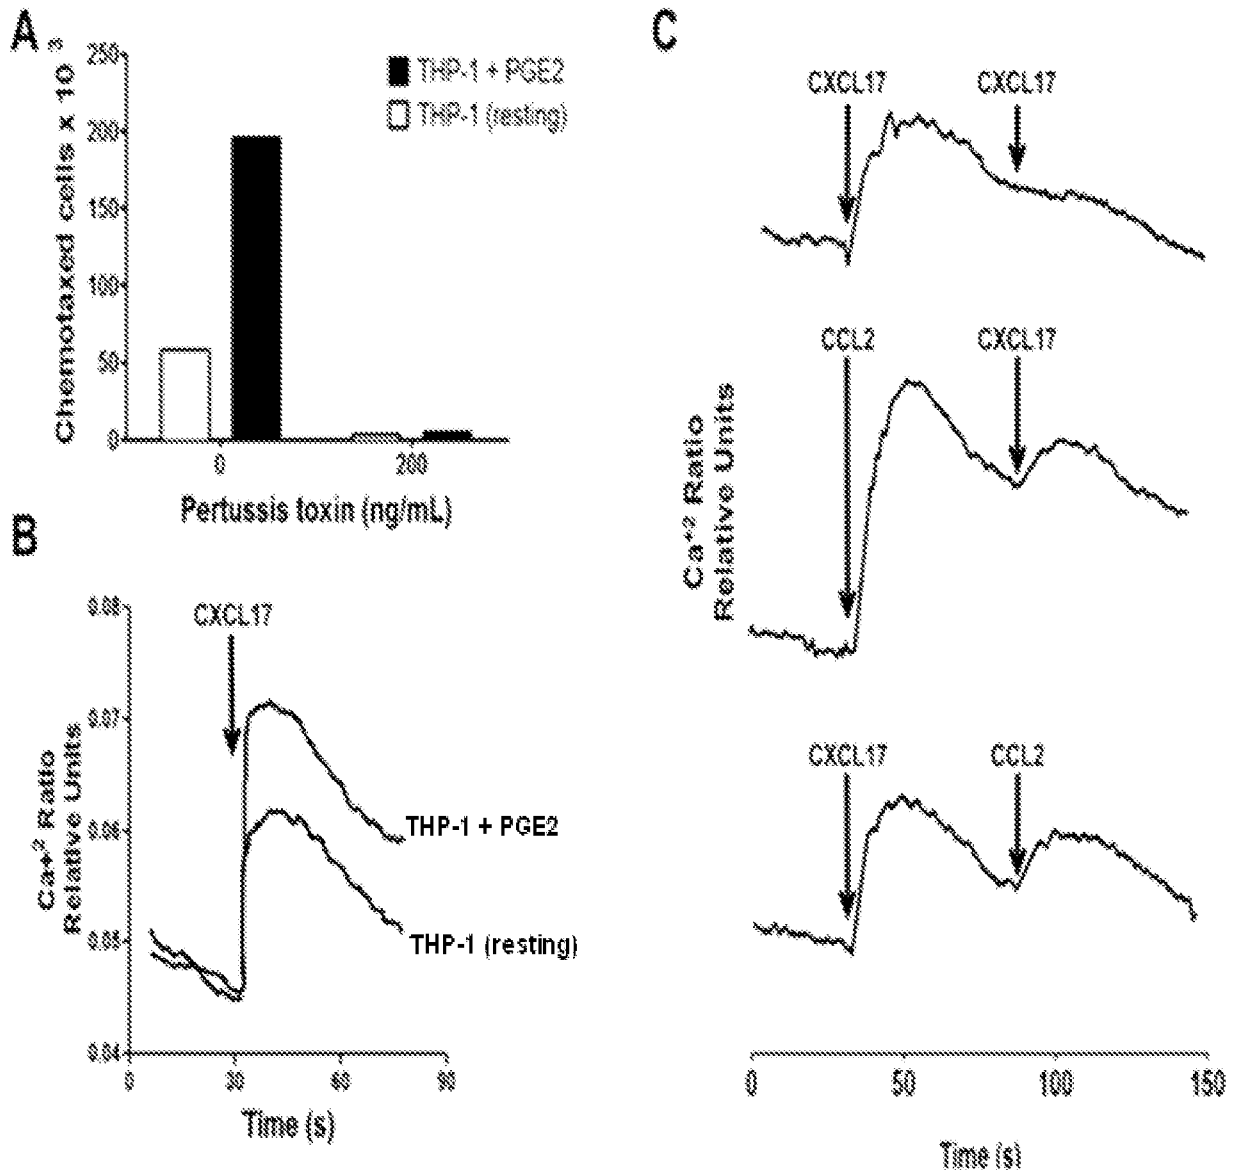 A
Chemotaxed cells x 10 3
250
200
150
100
50
0
THP-1 + PGE2
THP-1 (resting)
0
200
Pertussis toxin (ng/mL)
B
Ca+2 Ratio
Relative Units
0.08
0.07
0.06
0.05
0.04
CXCL17
THP-1 + PGE2
THP-1 (resting)
0
30
60
90
Time (s)
C
CXCL17
CXCL17
CCL2
CXCL17
Ca+2 Ratio
Relative Units
CXCL17
CCL2
0
50
100
150
Time (s)